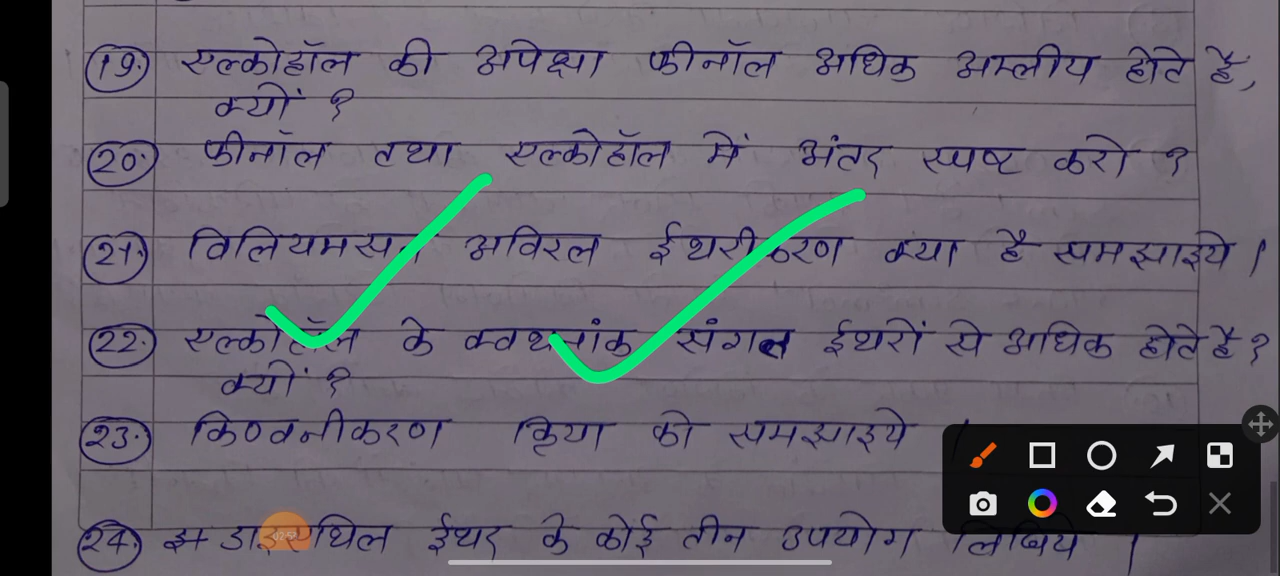 19. एल्कोहॉल की अपेक्षा फीनॉल अधिक अम्लीय होते है,
क्यों ?
20. फीनॉल तथा एल्कोहॉल में अंतर स्पष्ट करो ?
21. विलियमसन अविरल ईथरीकरण क्या है समझाइये ।
22. एल्कोहॉल के क्वथनांक संगत ईथरों से अधिक होते है ?
क्यों ?
23. किण्वनीकरण क्रिया को समझाइये ।
24. डाइएथिल ईथर के कोई तीन उपयोग लिखिये ।